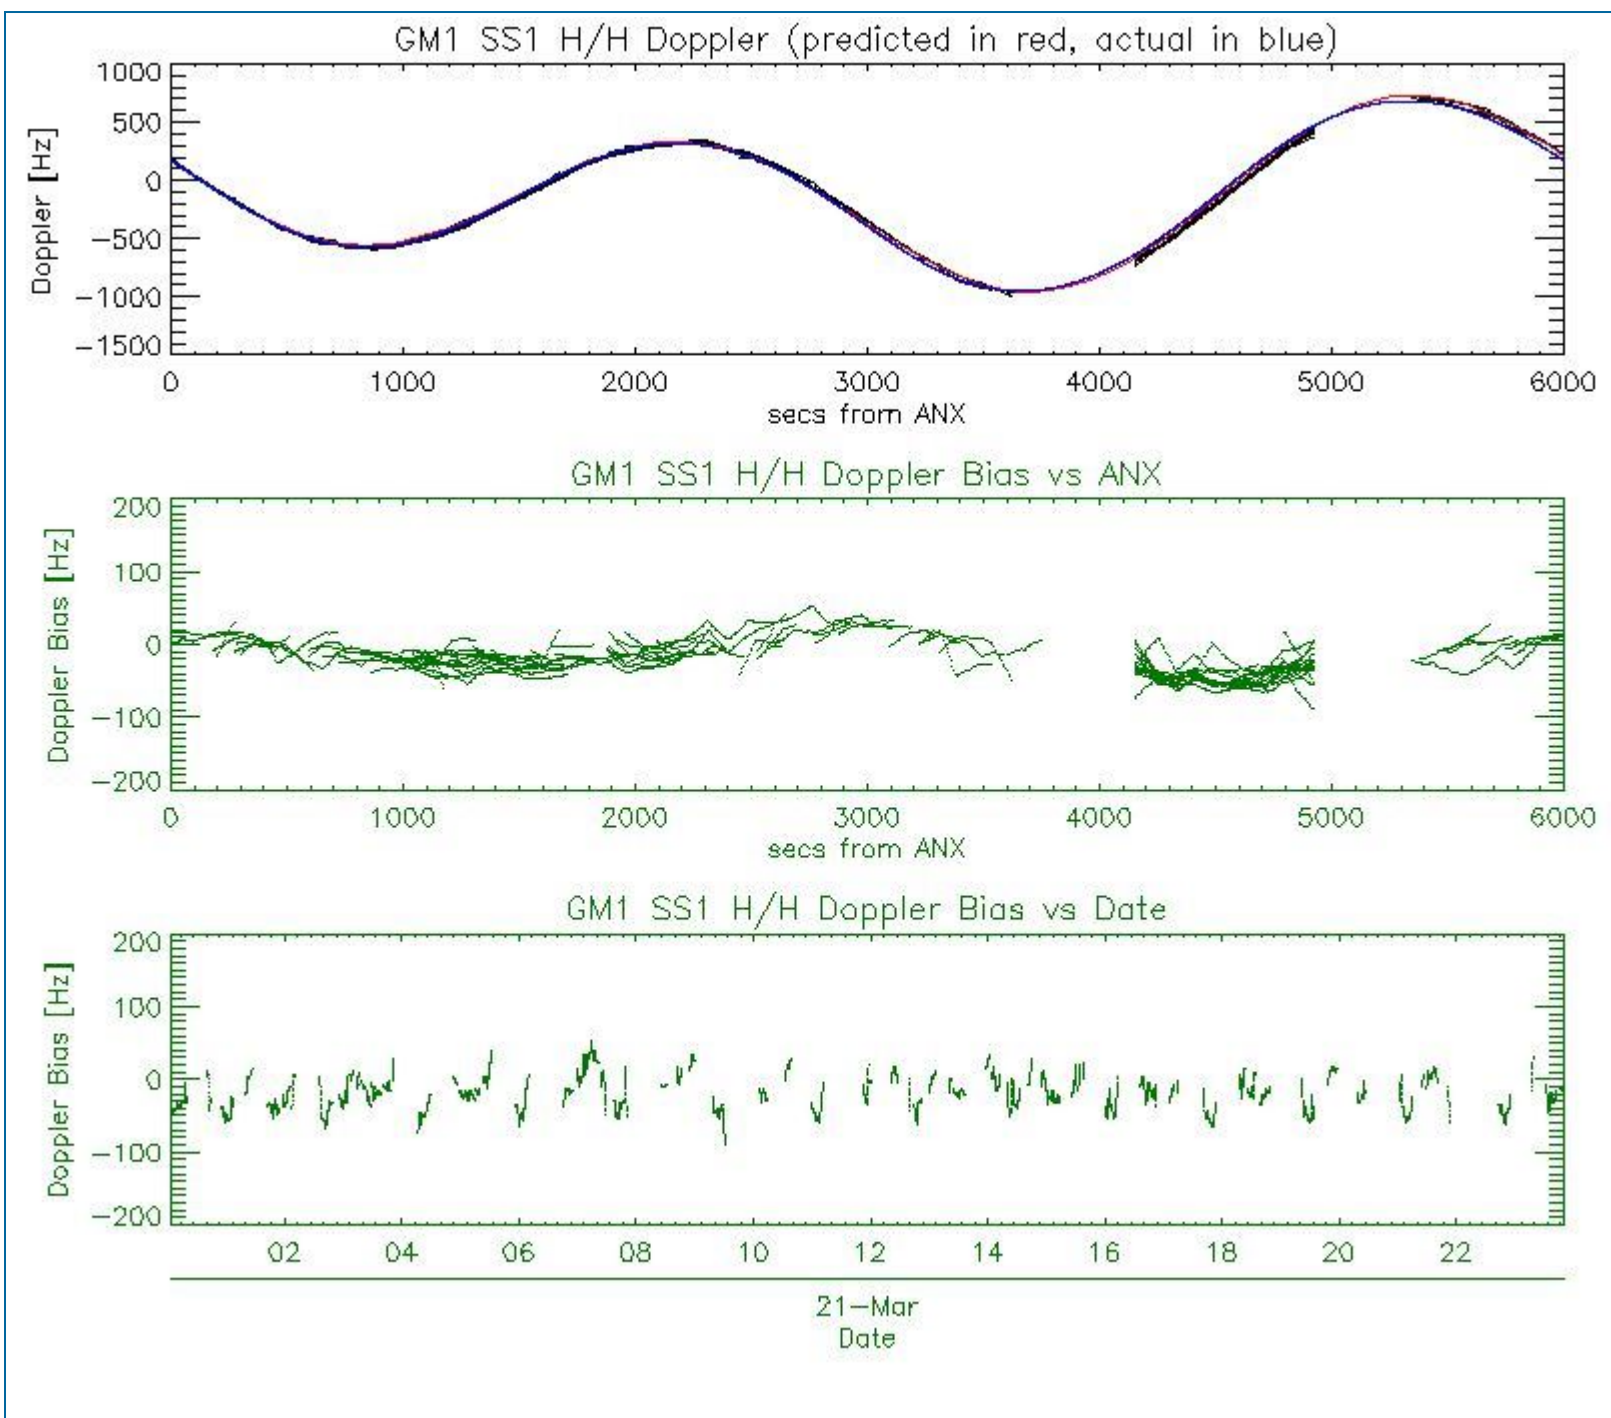 GM1 SS1 H/H Doppler (predicted in red, actual in blue)
Doppler [Hz]
1000
500
0
-500
-1000
-1500
0 1000 2000 3000 4000 5000 6000
secs from ANX
GM1 SS1 H/H Doppler Bias vs ANX
Doppler Bias [Hz]
200
100
0
-100
-200
0 1000 2000 3000 4000 5000 6000
secs from ANX
GM1 SS1 H/H Doppler Bias vs Date
Doppler Bias [Hz]
200
100
0
-100
-200
02 04 06 08 10 12 14 16 18 20 22
21-Mar
Date